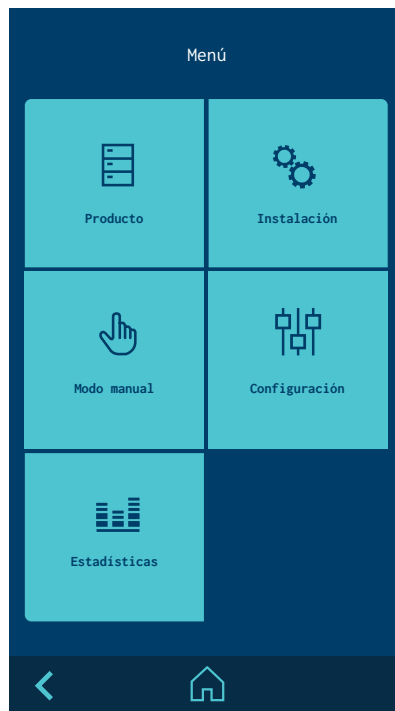 Menú
Producto
Instalación
Modo manual
Configuración
Estadísticas